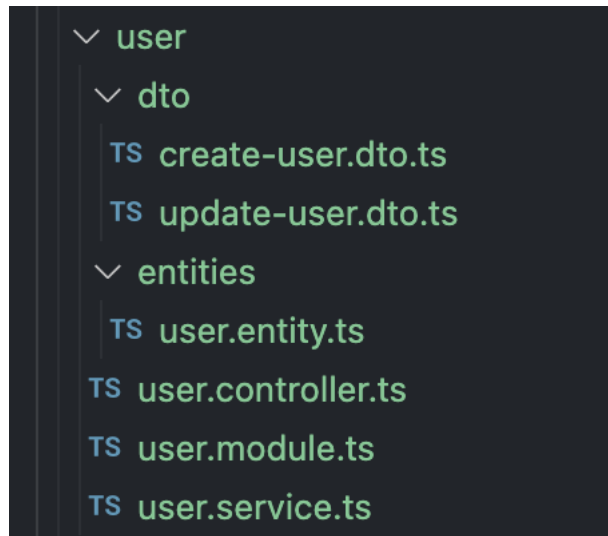 user
dto
TS create-user.dto.ts
TS update-user.dto.ts
entities
TS user.entity.ts
TS user.controller.ts
TS user.module.ts
TS user.service.ts